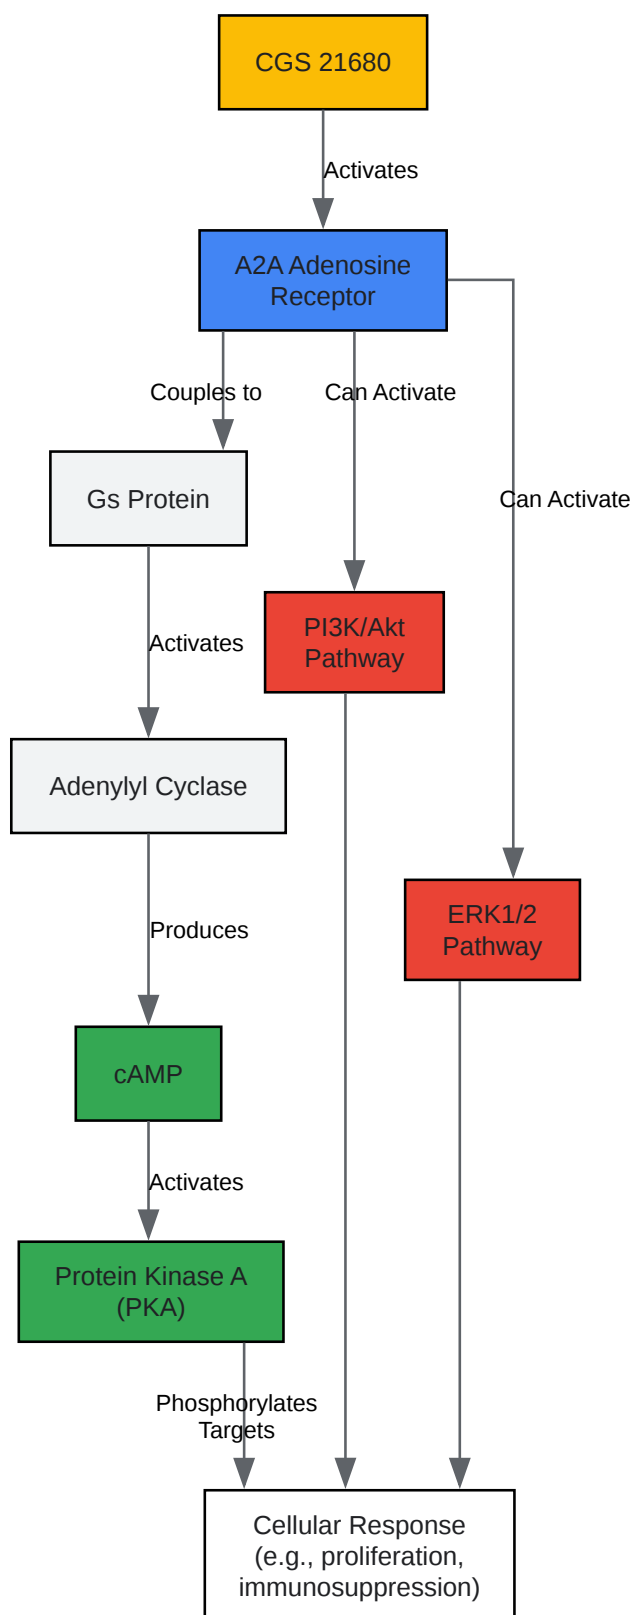 CGS 21680
Activates
A2A Adenosine
Receptor
Couples to
Can Activate
Gs Protein
Can Activate
PI3K/Akt
Pathway
Activates
Adenylyl Cyclase
ERK1/2
Pathway
Produces
cAMP
Activates
Protein Kinase A
(PKA)
Phosphorylates
Targets
Cellular Response
(e.g., proliferation,
immunosuppression)